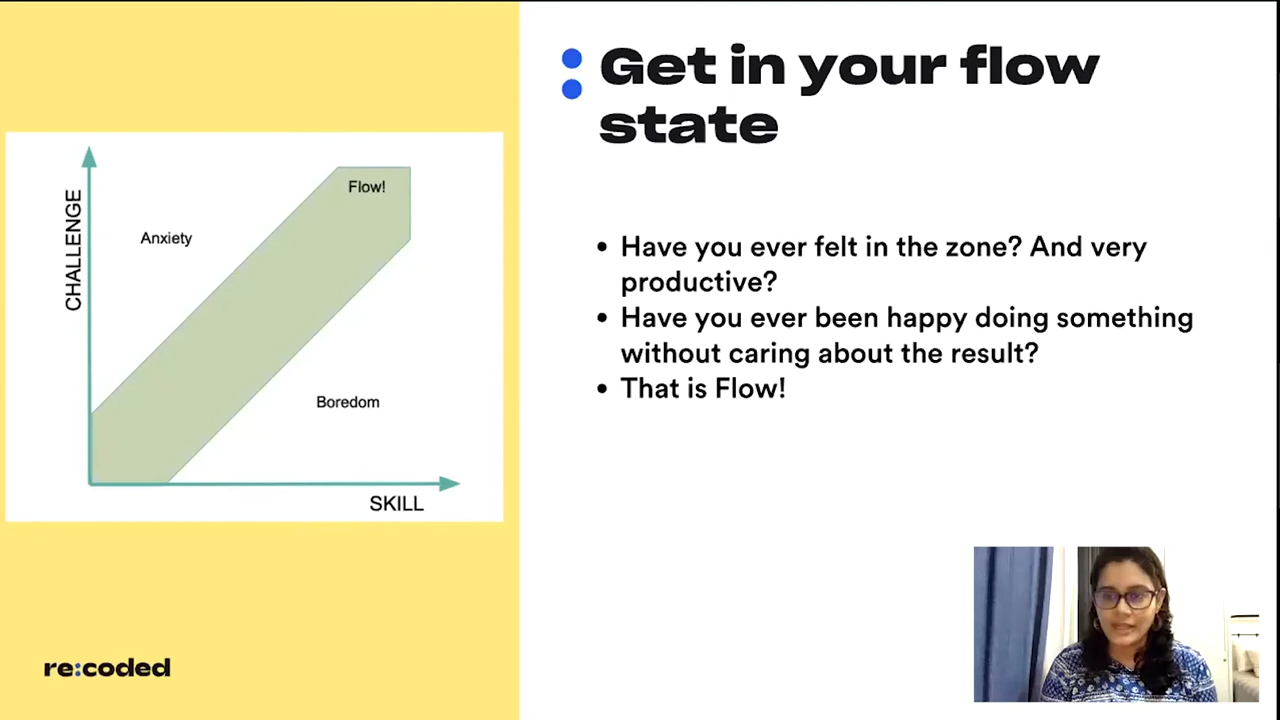 Get in your flow
state
CHALLENGE
Flow!
Anxiety
Boredom
SKILL
• Have you ever felt in the zone? And very
productive?
• Have you ever been happy doing something
without caring about the result?
• That is Flow!
re:coded